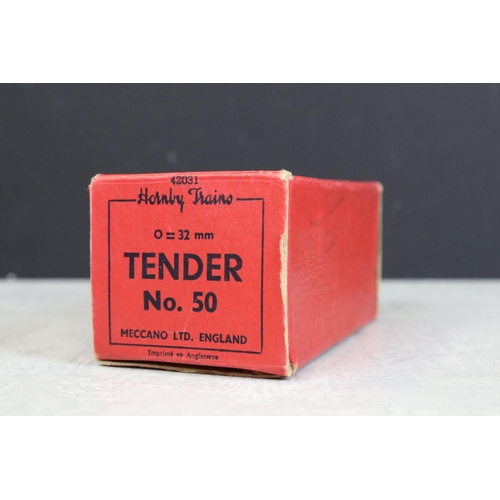 42031
Hornby Trains
O = 32 mm
TENDER
No. 50
MECCANO LTD. ENGLAND
Imprimé en Angleterre